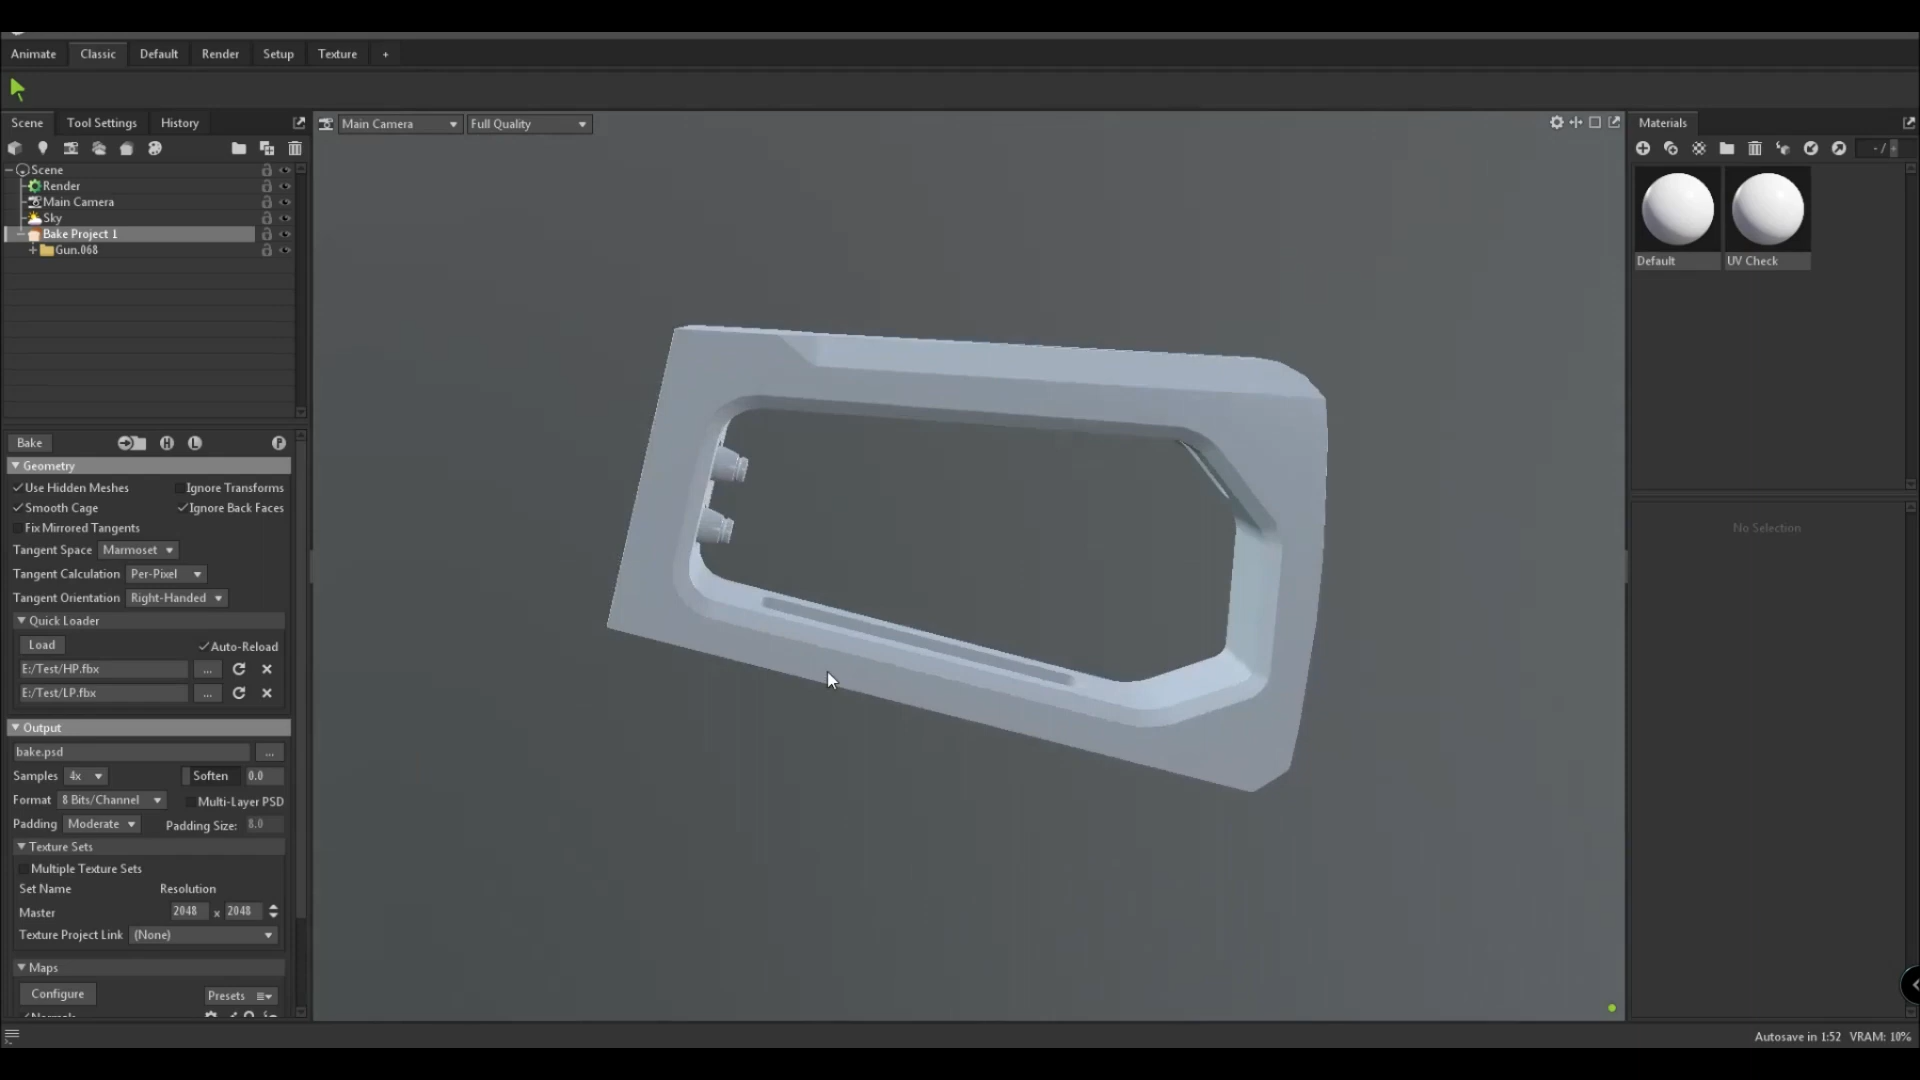 Animate Classic Default Render Setup Texture +
Scene Tool Settings History
Main Camera Full Quality
Materials
- / -
Scene
Render
Main Camera
Sky
Bake Project 1
Gun.068
Default UV Check
Bake
Geometry
Use Hidden Meshes Ignore Transforms
Smooth Cage Ignore Back Faces
Fix Mirrored Tangents
Tangent Space Marmoset
Tangent Calculation Per-Pixel
Tangent Orientation Right-Handed
Quick Loader
Load Auto-Reload
E:/Test/HP.fbx ...
E:/Test/LP.fbx ...
No Selection
Output
bake.psd ...
Samples 4x Soften 0.0
Format 8 Bits/Channel Multi-Layer PSD
Padding Moderate Padding Size: 8.0
Texture Sets
Multiple Texture Sets
Set Name Resolution
Master 2048 x 2048
Texture Project Link (None)
Maps
Configure Presets
Normals
Autosave in 1:52 VRAM: 10%